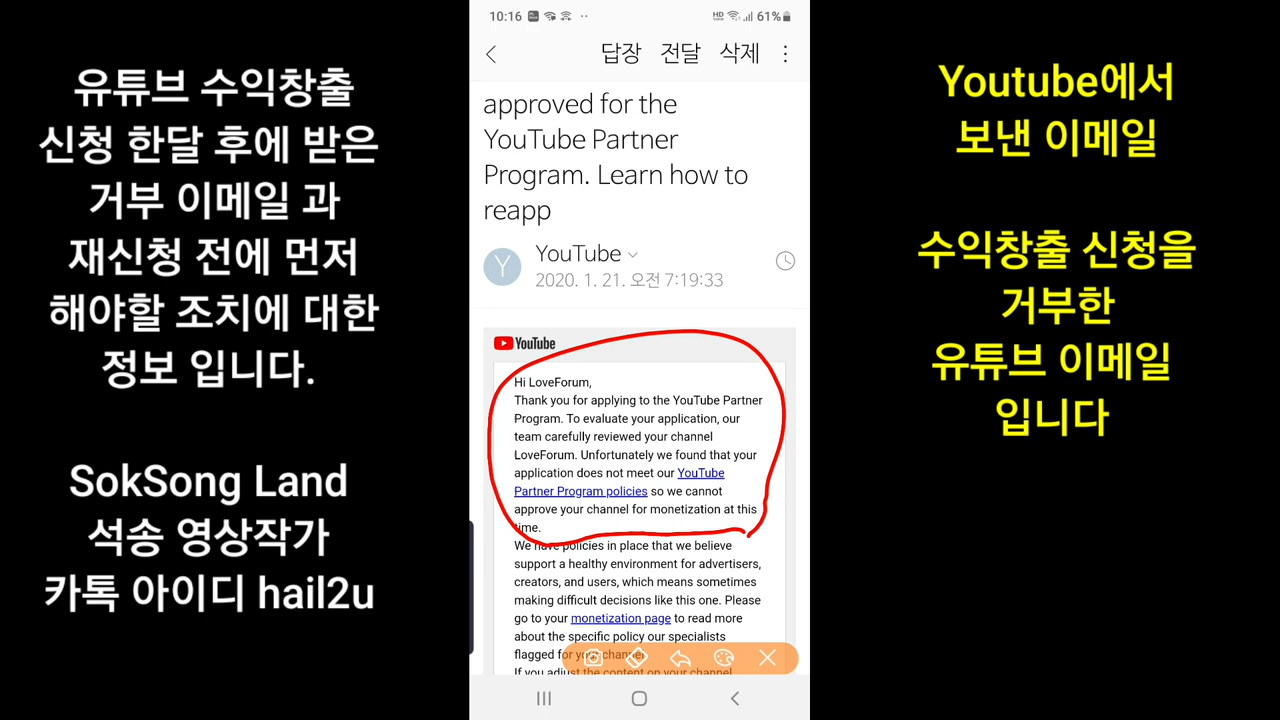 유튜브 수익창출
신청 한달 후에 받은
거부 이메일 과
재신청 전에 먼저
해야할 조치에 대한
정보 입니다.
SokSong Land
석송 영상작가
카톡 아이디 hail2u
10:16
HD VOICE
61%
답장 전달 삭제
approved for the
YouTube Partner
Program. Learn how to
reapp
Y
YouTube
2020. 1. 21. 오전 7:19:33
YouTube
Hi LoveForum,
Thank you for applying to the YouTube Partner
Program. To evaluate your application, our
team carefully reviewed your channel
LoveForum. Unfortunately we found that your
application does not meet our YouTube
Partner Program policies so we cannot
approve your channel for monetization at this
time.
We have policies in place that we believe
support a healthy environment for advertisers,
creators, and users, which means sometimes
making difficult decisions like this one. Please
go to your monetization page to read more
about the specific policy our specialists
flagged for your channel.
If you adjust the content on your channel
Youtube에서
보낸 이메일
수익창출 신청을
거부한
유튜브 이메일
입니다